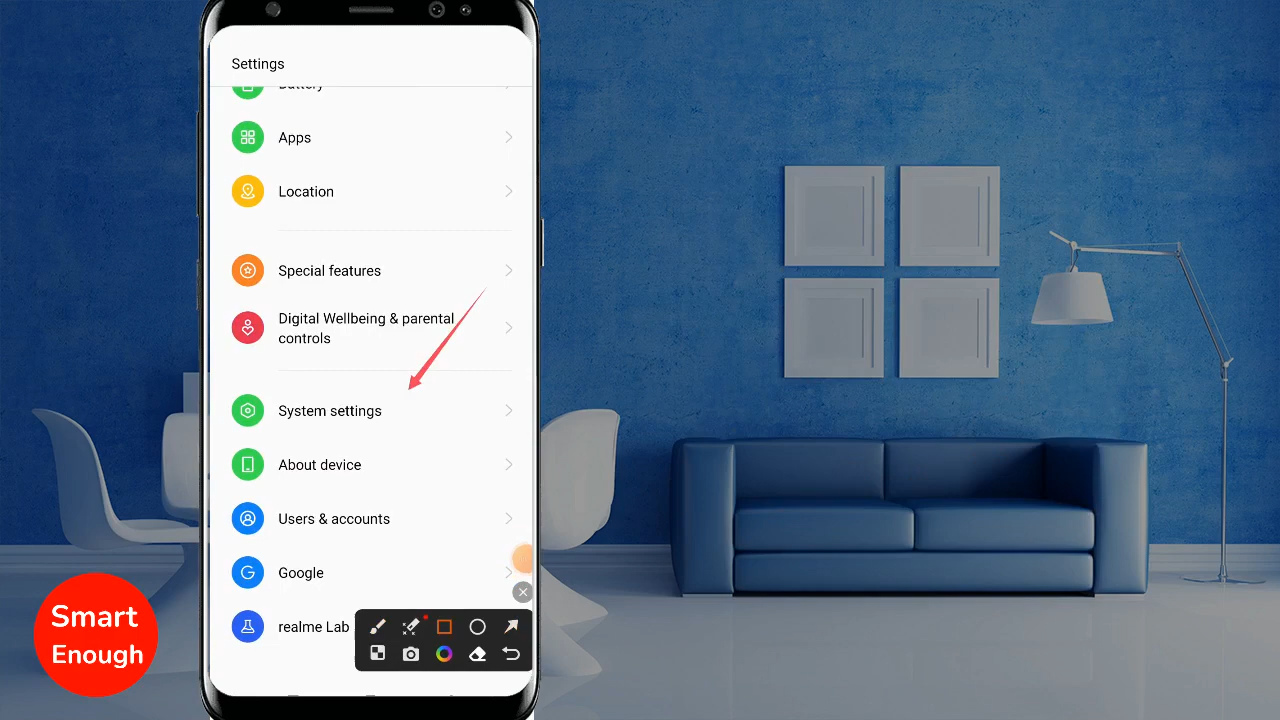 Settings
Battery
Apps
Location
Special features
Digital Wellbeing & parental
controls
System settings
About device
Users & accounts
Google
realme Lab
Smart
Enough